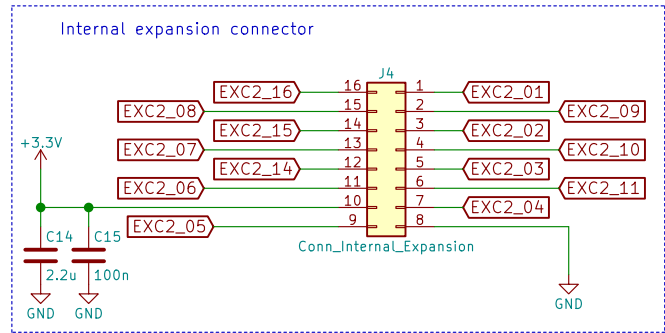 Internal expansion connector
J4
EXC2_16 16 1 EXC2_01
EXC2_08 15 2 EXC2_09
EXC2_15 14 3 EXC2_02
+3.3V
EXC2_07 13 4 EXC2_10
EXC2_14 12 5 EXC2_03
EXC2_06 11 6 EXC2_11
10 7 EXC2_04
EXC2_05 9 8
C14 C15
Conn_Internal_Expansion
2.2u 100n
GND GND GND